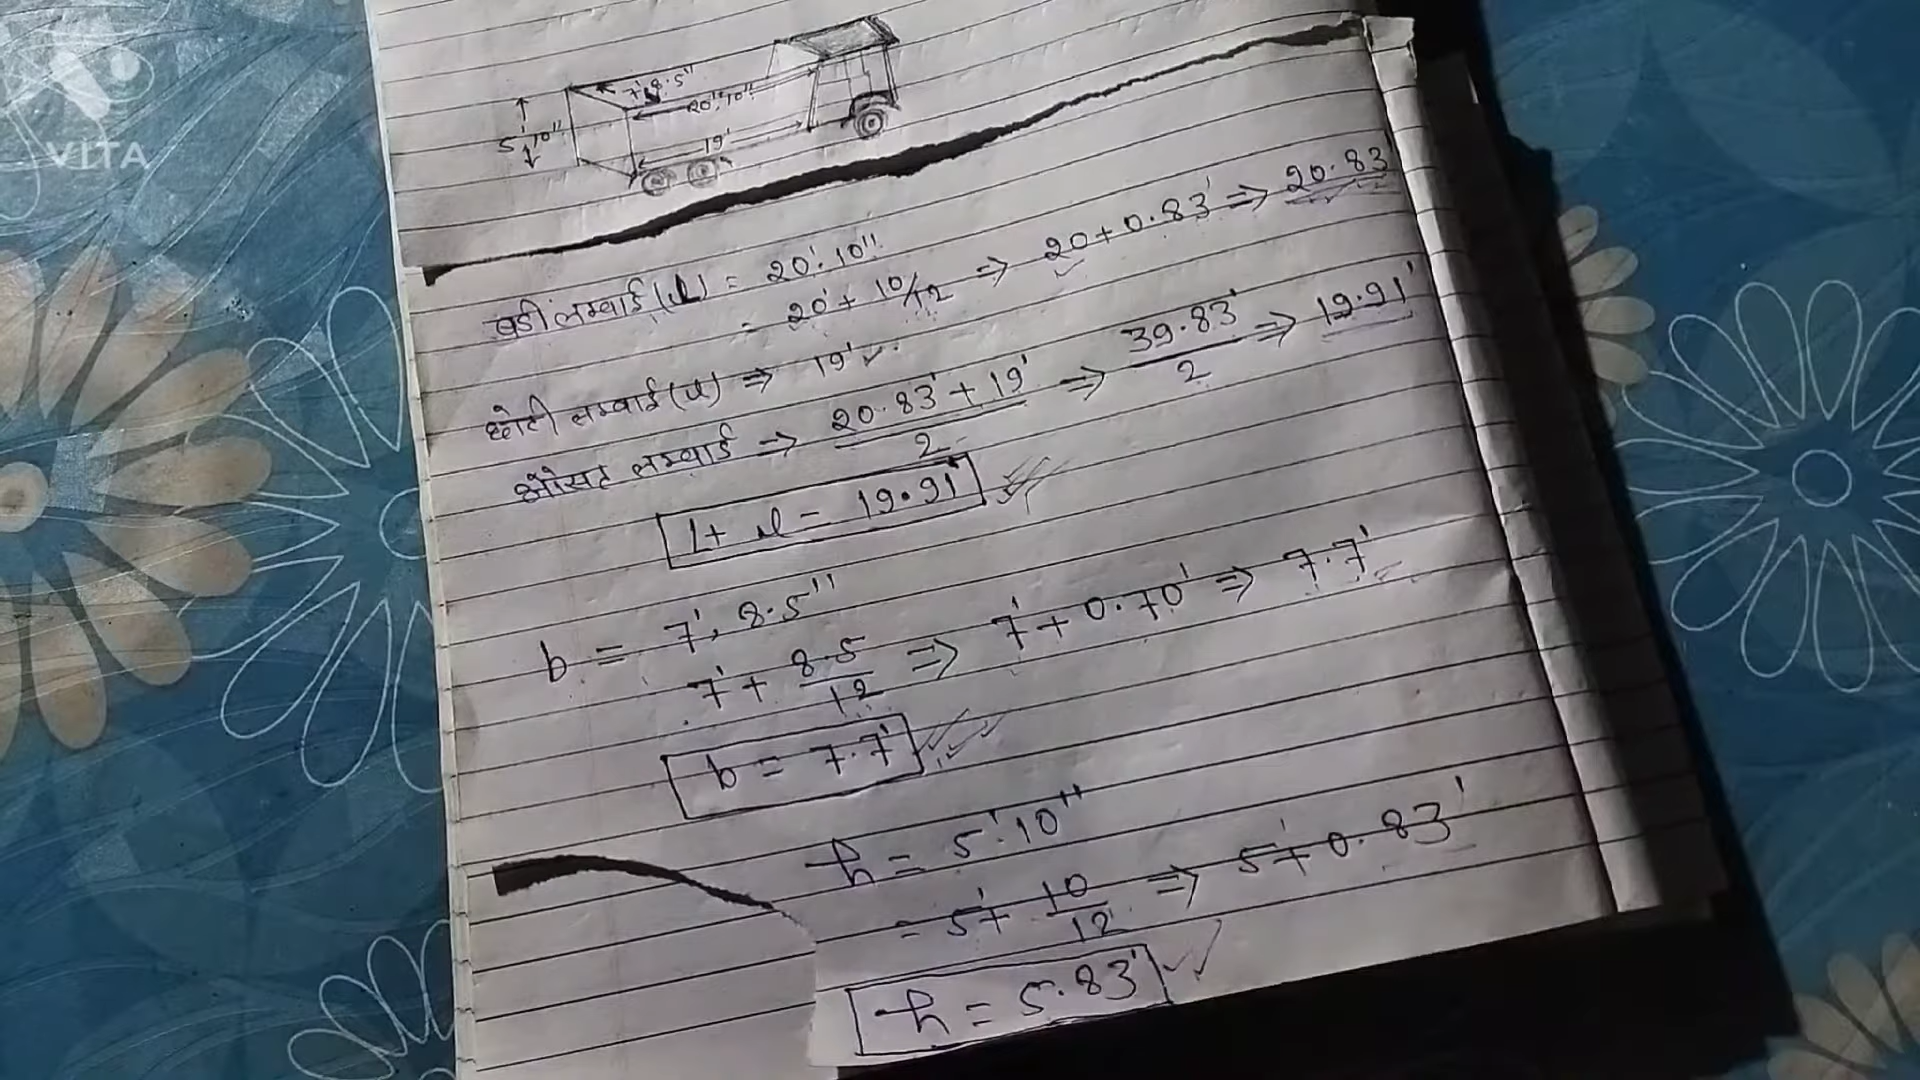 VITA
7'8.5"
20'.10"
5'10"
19'
बडी लम्बाई (L) = 20'.10"
= 20' + 10/12 ⇒ 20 + 0.83' ⇒ 20.83
छोटी लम्बाई (l) ⇒ 19' ✓
औसत लम्बाई ⇒ (20.83' + 19')/2 ⇒ 39.83'/2 ⇒ 19.91'
L + l = 19.91'
b = 7', 8.5"
7' + 8.5/12 ⇒ 7' + 0.70' ⇒ 7.7'
b = 7.7'
h = 5'.10"
= 5' + 10/12 ⇒ 5' + 0.83'
h = 5.83' ✓